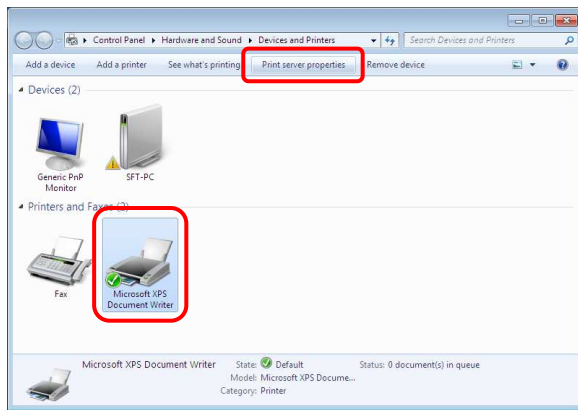 Control Panel ▸ Hardware and Sound ▸ Devices and Printers
Search Devices and Printers
Add a device Add a printer See what's printing Print server properties Remove device
Devices (2)
Generic PnP
Monitor
SFT-PC
Printers and Faxes (2)
Fax
Microsoft XPS
Document Writer
Microsoft XPS Document Writer State: Default Status: 0 document(s) in queue
Model: Microsoft XPS Docume...
Category: Printer